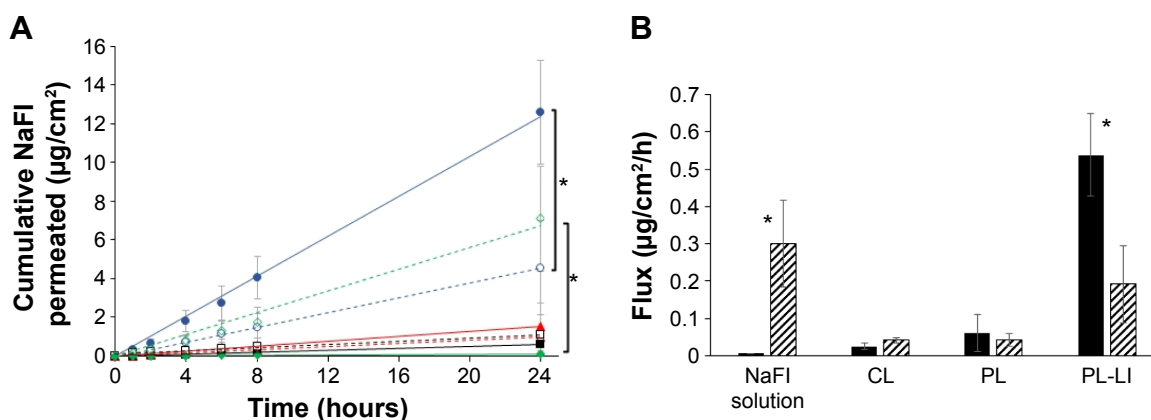 A
Cumulative NaFI
permeated (µg/cm²)
16
14
12
10
8
6
4
2
0
*
*
0 4 8 12 16 20 24
Time (hours)
B
Flux (µg/cm²/h)
0.7
0.6
0.5
0.4
0.3
0.2
0.1
0
*
*
NaFI
solution
CL PL PL-LI